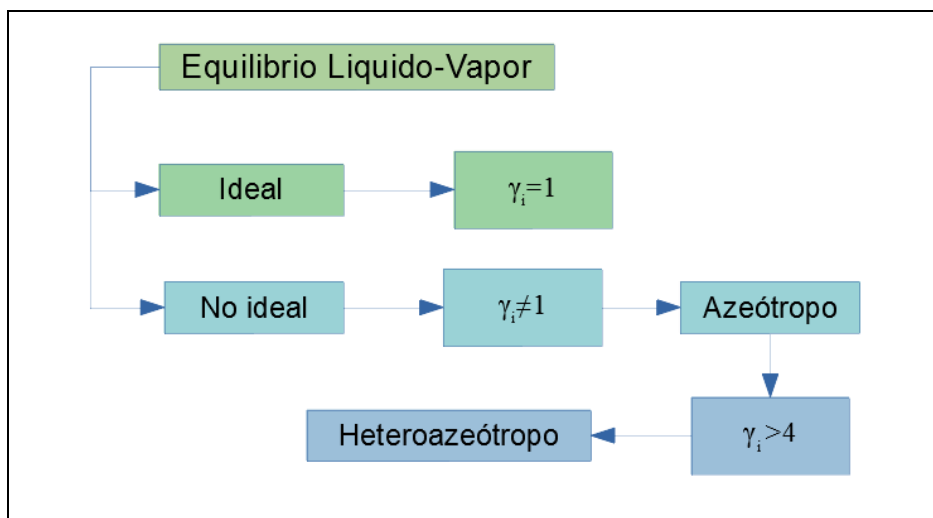 Equilibrio Liquido-Vapor
Ideal
γᵢ=1
No ideal
γᵢ≠1
Azeótropo
Heteroazeótropo
γᵢ>4